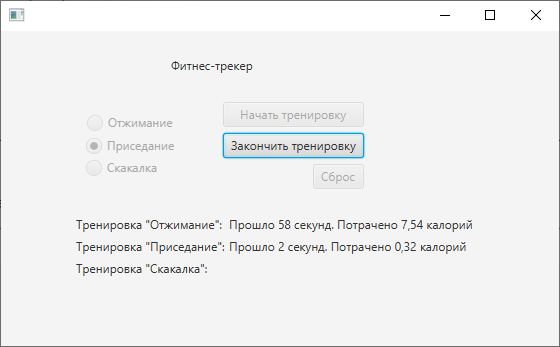 Фитнес-трекер
Начать тренировку
Отжимание
Закончить тренировку
Приседание
Скакалка
Сброс
Тренировка "Отжимание": Прошло 58 секунд. Потрачено 7,54 калорий
Тренировка "Приседание": Прошло 2 секунд. Потрачено 0,32 калорий
Тренировка "Скакалка":